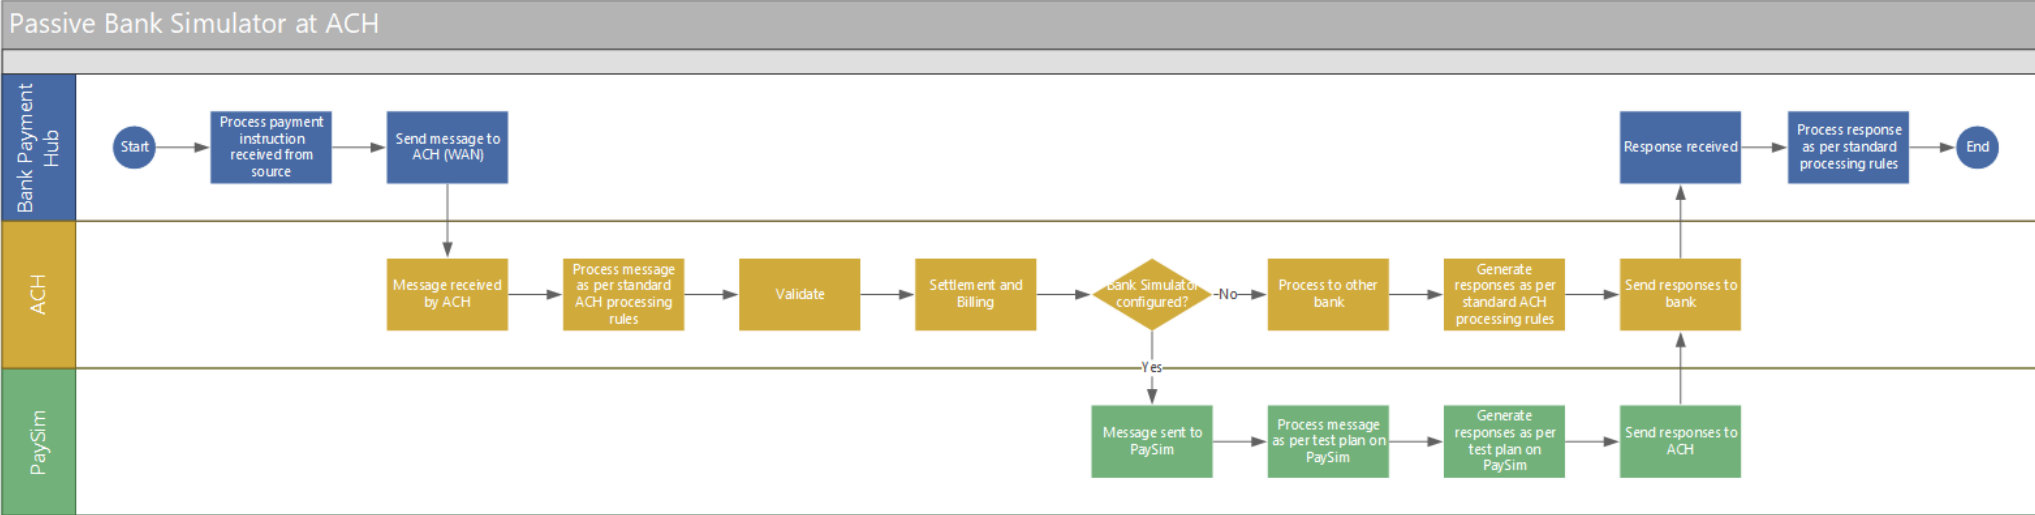 Passive Bank Simulator at ACH
Bank Payment
Hub
Start
Process payment
instruction
received from
source
Send message to
ACH (WAN)
Response received
Process response
as per standard
processing rules
End
ACH
Message received
by ACH
Process message
as per standard
ACH processing
rules
Validate
Settlement and
Billing
Bank Simulator
configured?
No
Process to other
bank
Generate
responses as per
standard ACH
processing rules
Send responses to
bank
Yes
PaySim
Message sent to
PaySim
Process message
as per test plan on
PaySim
Generate
responses as per
test plan on
PaySim
Send responses to
ACH